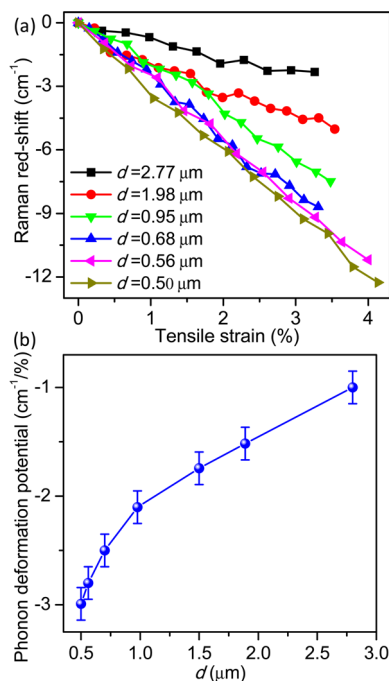 (a)
0
-3
-6
-9
-12
Raman red-shift (cm⁻¹)
d=2.77 µm
d=1.98 µm
d=0.95 µm
d=0.68 µm
d=0.56 µm
d=0.50 µm
0 1 2 3 4
Tensile strain (%)
(b)
-1
-2
-3
Phonon deformation potential (cm⁻¹/%)
0.5 1.0 1.5 2.0 2.5 3.0
d (µm)